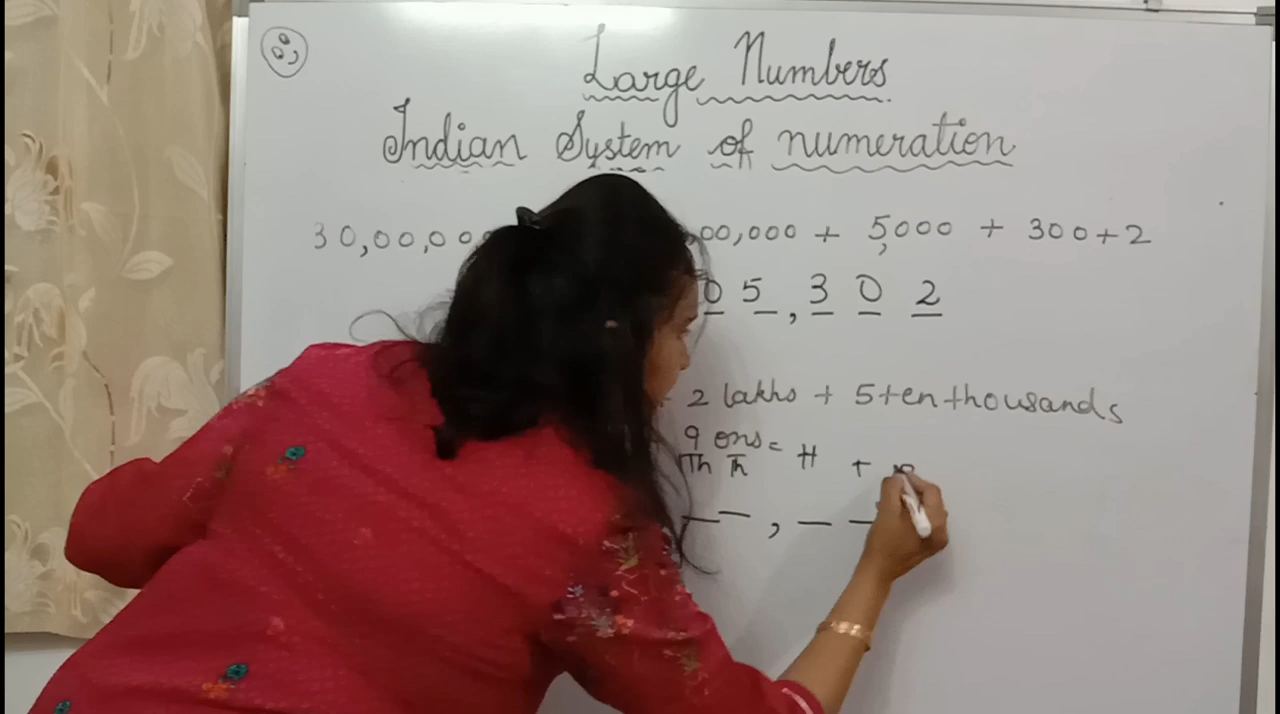 Large Numbers
Indian System of numeration
30,00,00 00,000 + 5,000 + 300+2
0 5, 3 0 2
2 lakhs + 5 ten thousands
9 ons=
Th Th H +